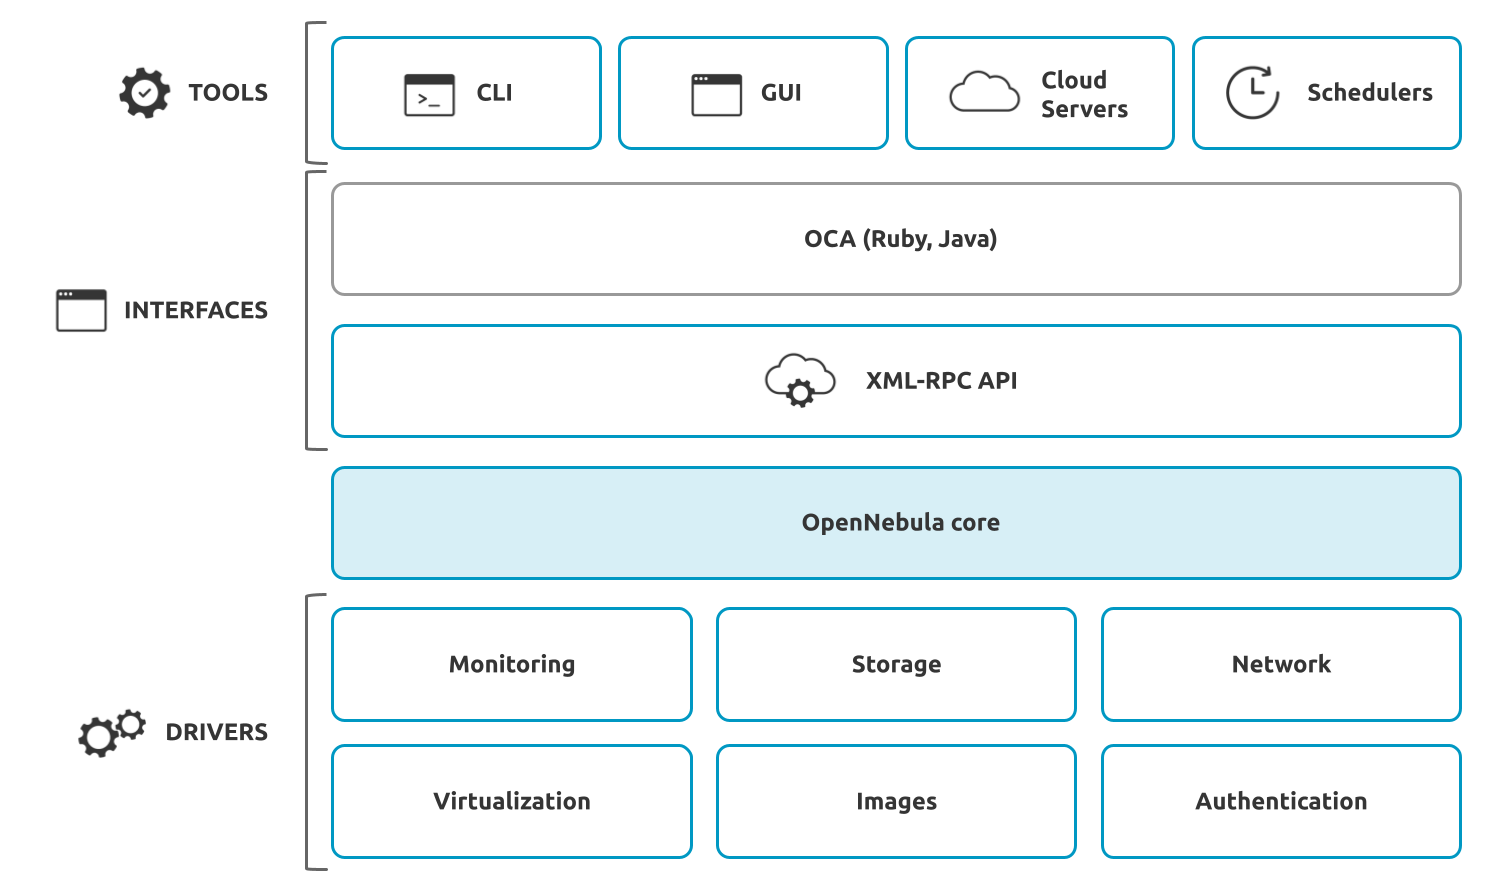 TOOLS
CLI
GUI
Cloud
Servers
Schedulers
INTERFACES
OCA (Ruby, Java)
XML-RPC API
OpenNebula core
DRIVERS
Monitoring
Storage
Network
Virtualization
Images
Authentication